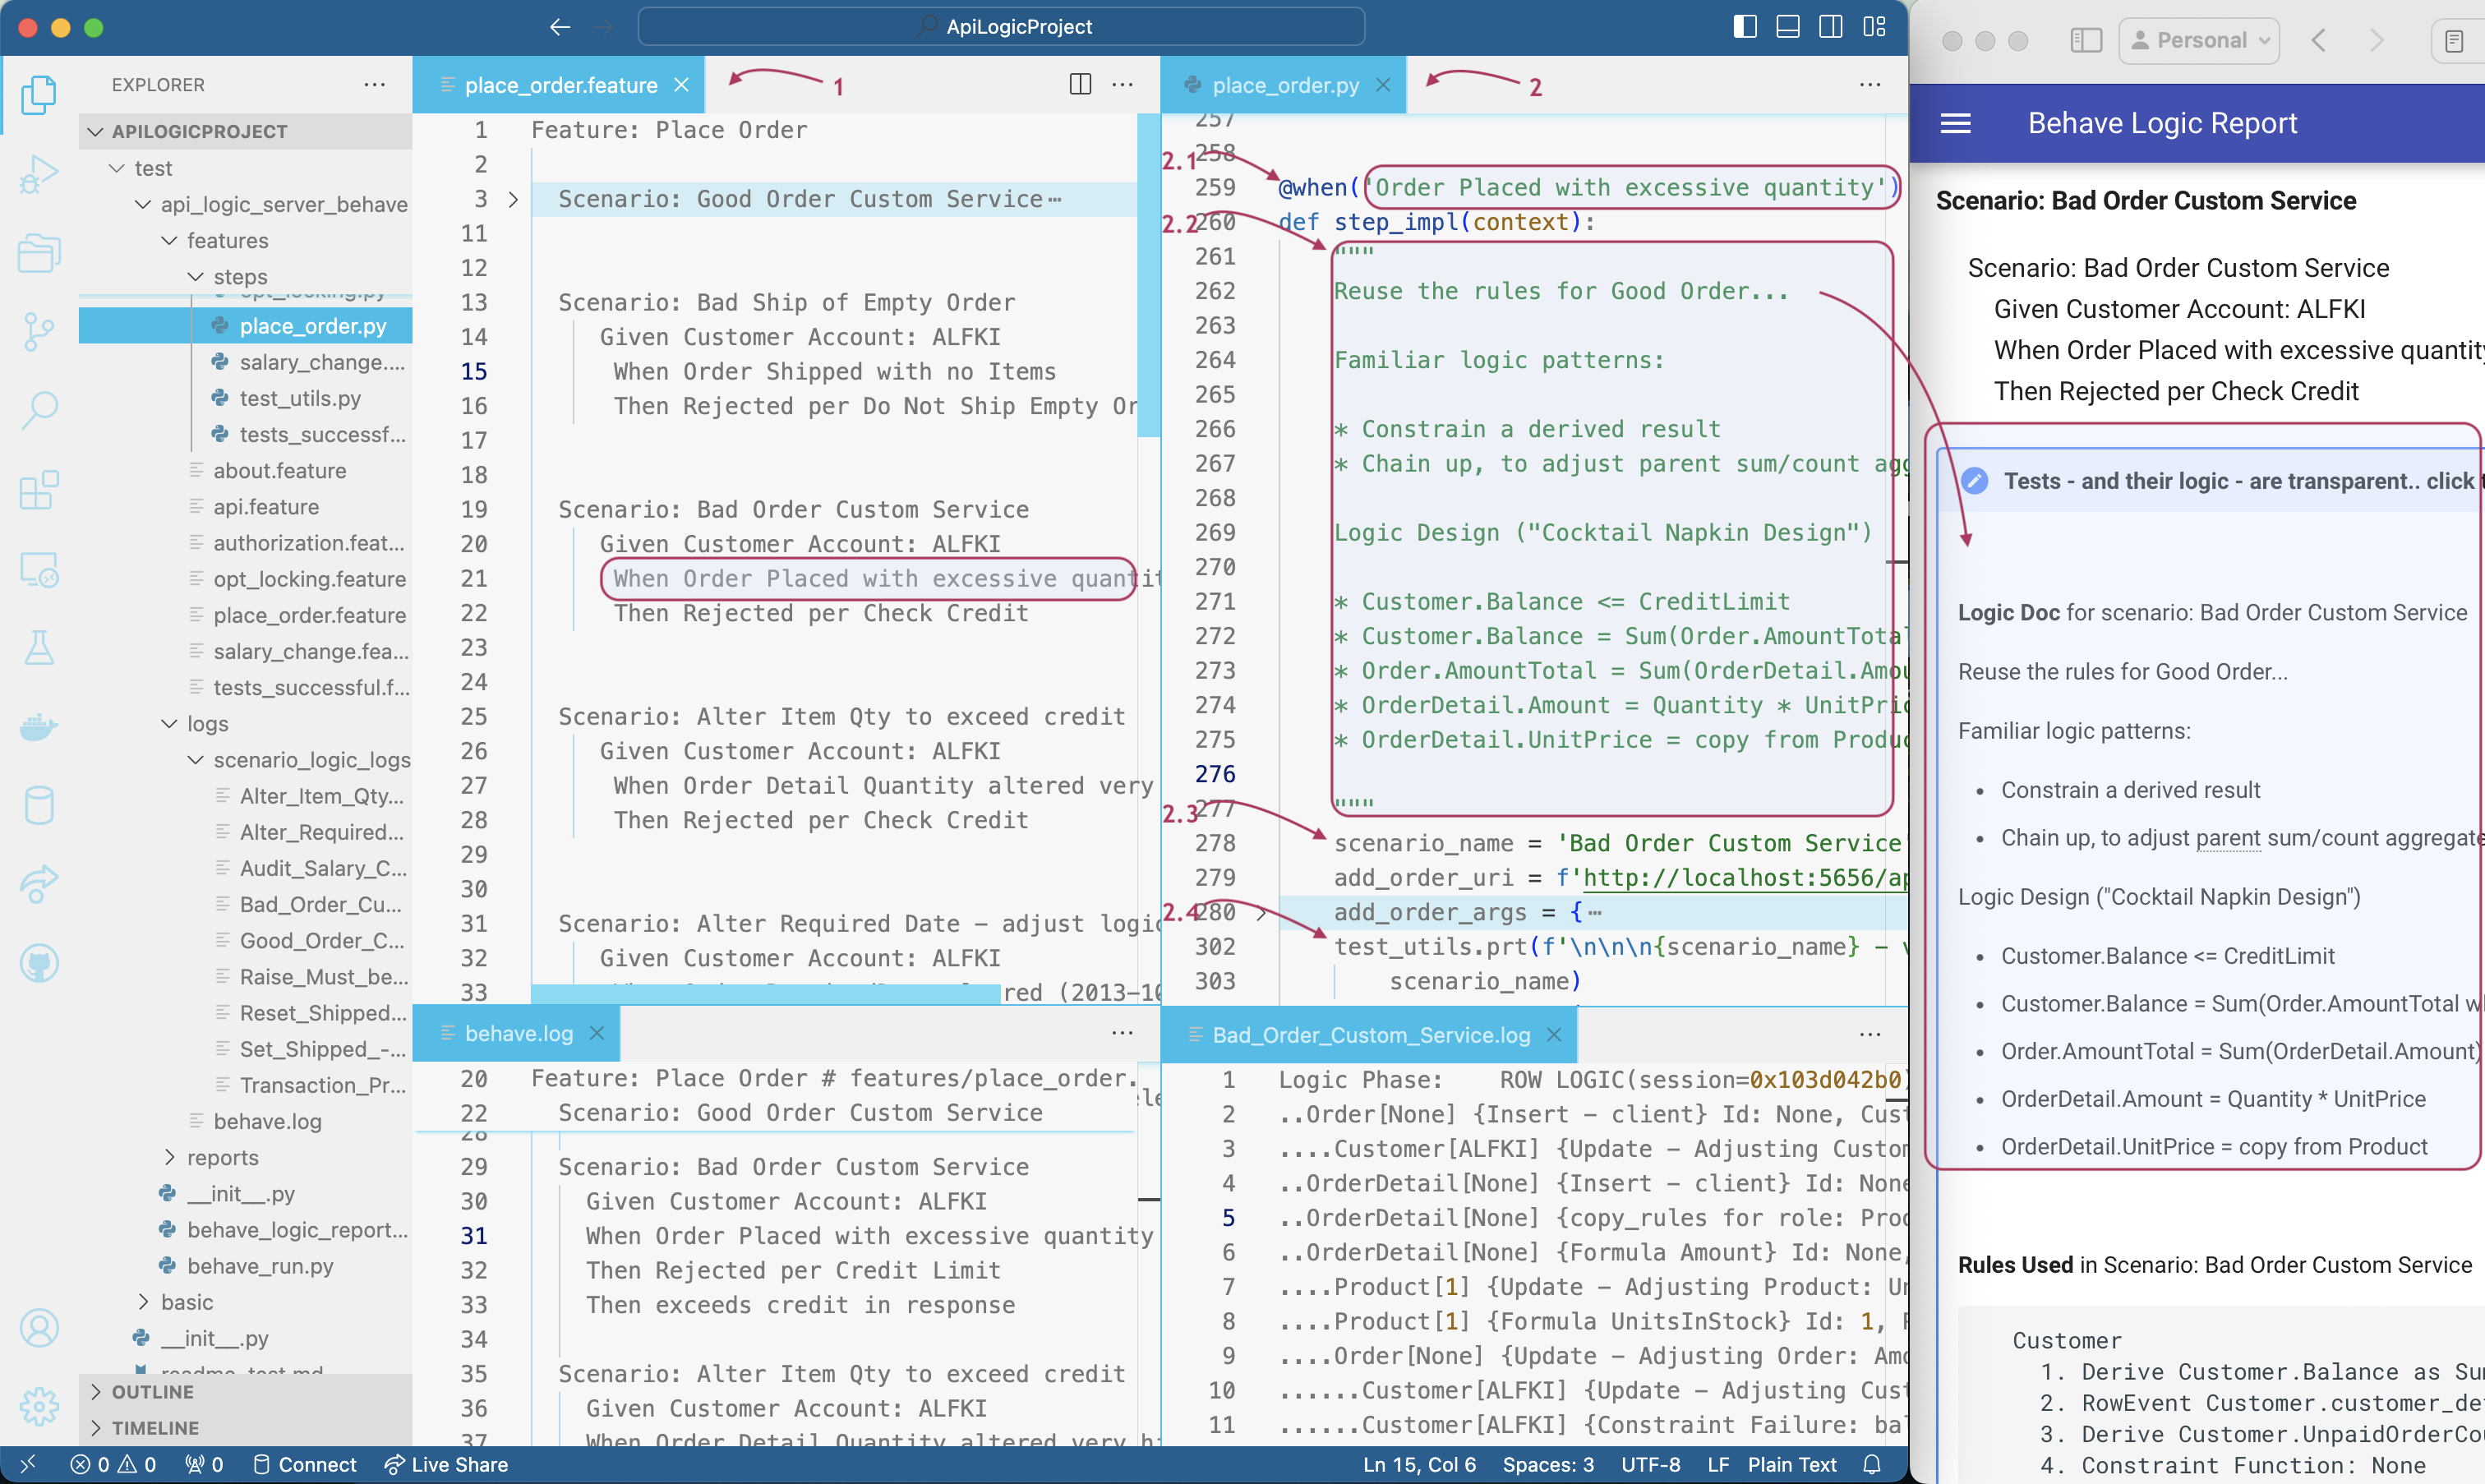 ApiLogicProject
EXPLORER
APILOGICPROJECT
test
api_logic_server_behave
features
steps
opt_locking.py
place_order.py
salary_change....
test_utils.py
tests_successf...
about.feature
api.feature
authorization.feat...
opt_locking.feature
place_order.feature
salary_change.fea...
tests_successful.f...
logs
scenario_logic_logs
Alter_Item_Qty...
Alter_Required...
Audit_Salary_C...
Bad_Order_Cu...
Good_Order_C...
Raise_Must_be...
Reset_Shipped...
Set_Shipped_-...
Transaction_Pr...
behave.log
reports
__init__.py
behave_logic_report...
behave_run.py
basic
__init__.py
readme_test.md
OUTLINE
TIMELINE
place_order.feature
1
1 Feature: Place Order
2
3 Scenario: Good Order Custom Service⋯
11
12
13 Scenario: Bad Ship of Empty Order
14 Given Customer Account: ALFKI
15 When Order Shipped with no Items
16 Then Rejected per Do Not Ship Empty Or
17
18
19 Scenario: Bad Order Custom Service
20 Given Customer Account: ALFKI
21 When Order Placed with excessive quantit
22 Then Rejected per Check Credit
23
24
25 Scenario: Alter Item Qty to exceed credit
26 Given Customer Account: ALFKI
27 When Order Detail Quantity altered very
28 Then Rejected per Check Credit
29
30
31 Scenario: Alter Required Date – adjust logic
32 Given Customer Account: ALFKI
33 red (2013-10
place_order.py
2
257
258
2.1
259 @when('Order Placed with excessive quantity')
2.2
260 def step_impl(context):
261 """
262 Reuse the rules for Good Order...
263
264 Familiar logic patterns:
265
266 * Constrain a derived result
267 * Chain up, to adjust parent sum/count agg
268
269 Logic Design ("Cocktail Napkin Design")
270
271 * Customer.Balance <= CreditLimit
272 * Customer.Balance = Sum(Order.AmountTotal
273 * Order.AmountTotal = Sum(OrderDetail.Amou
274 * OrderDetail.Amount = Quantity * UnitPric
275 * OrderDetail.UnitPrice = copy from Produc
276
277 """
2.3
278 scenario_name = 'Bad Order Custom Service'
279 add_order_uri = f'http://localhost:5656/ap
2.4
280 add_order_args = {⋯
302 test_utils.prt(f'\n\n\n{scenario_name} –
303 scenario_name)
behave.log
20 Feature: Place Order # features/place_order.
22 Scenario: Good Order Custom Service
28
29 Scenario: Bad Order Custom Service
30 Given Customer Account: ALFKI
31 When Order Placed with excessive quantity
32 Then Rejected per Credit Limit
33 Then exceeds credit in response
34
35 Scenario: Alter Item Qty to exceed credit
36 Given Customer Account: ALFKI
37 When Order Detail Quantity altered very hi
Bad_Order_Custom_Service.log
1 Logic Phase: ROW LOGIC(session=0x103d042b0)
2 ..Order[None] {Insert – client} Id: None, Cust
3 ....Customer[ALFKI] {Update – Adjusting Custom
4 ..OrderDetail[None] {Insert – client} Id: None
5 ..OrderDetail[None] {copy_rules for role: Prod
6 ..OrderDetail[None] {Formula Amount} Id: None,
7 ....Product[1] {Update – Adjusting Product: Un
8 ....Product[1] {Formula UnitsInStock} Id: 1, P
9 ....Order[None] {Update – Adjusting Order: Amo
10 ......Customer[ALFKI] {Update – Adjusting Cust
11 ......Customer[ALFKI] {Constraint Failure: bal
0 0 0 Connect Live Share
Ln 15, Col 6 Spaces: 3 UTF-8 LF Plain Text
Personal
Behave Logic Report
Scenario: Bad Order Custom Service
Scenario: Bad Order Custom Service
Given Customer Account: ALFKI
When Order Placed with excessive quantity
Then Rejected per Check Credit
Tests - and their logic - are transparent.. click t
Logic Doc for scenario: Bad Order Custom Service
Reuse the rules for Good Order...
Familiar logic patterns:
• Constrain a derived result
• Chain up, to adjust parent sum/count aggregate
Logic Design ("Cocktail Napkin Design")
• Customer.Balance <= CreditLimit
• Customer.Balance = Sum(Order.AmountTotal wh
• Order.AmountTotal = Sum(OrderDetail.Amount)
• OrderDetail.Amount = Quantity * UnitPrice
• OrderDetail.UnitPrice = copy from Product
Rules Used in Scenario: Bad Order Custom Service
Customer
1. Derive Customer.Balance as Sum
2. RowEvent Customer.customer_de
3. Derive Customer.UnpaidOrderCou
4. Constraint Function: None